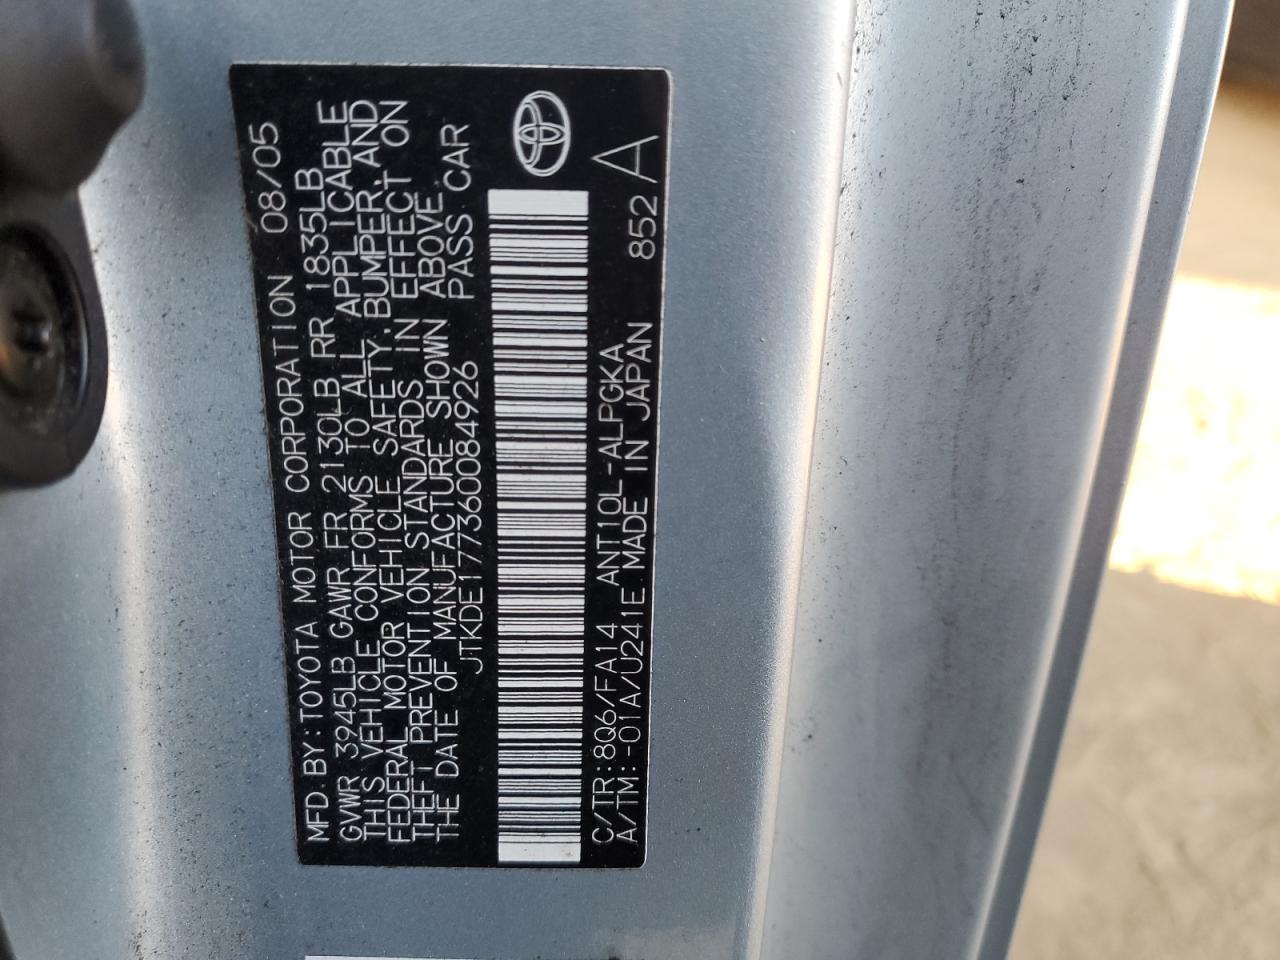 MFD. BY: TOYOTA MOTOR CORPORATION 08/05
GVWR 3945LB GAWR FR 2130LB RR 1835LB
THIS VEHICLE CONFORMS TO ALL APPLICABLE
FEDERAL MOTOR VEHICLE SAFETY, BUMPER, AND
THEFT PREVENTION STANDARDS IN EFFECT ON
THE DATE OF MANUFACTURE SHOWN ABOVE.
JTKDE177360084926 PASS CAR
C/TR: 8Q6/FA14 ANT10L-ALPGKA
A/TM: -01A/U241E MADE IN JAPAN 852 A